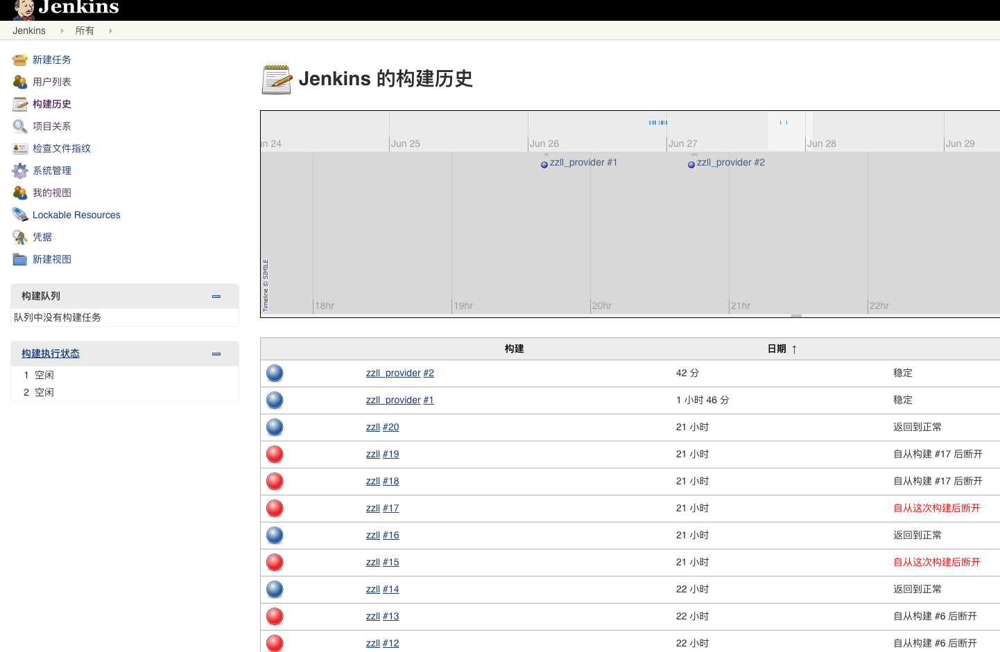 Jenkins
Jenkins 所有
新建任务
用户列表
构建历史
项目关系
检查文件指纹
系统管理
我的视图
Lockable Resources
凭据
新建视图
构建队列
队列中没有构建任务
构建执行状态
1 空闲
2 空闲
Jenkins 的构建历史
un 24 Jun 25 Jun 26 Jun 27 Jun 28 Jun 29
zzll_provider #1 zzll_provider #2
Timeline © SIMILE
18hr 19hr 20hr 21hr 22hr
构建 日期 ↑
zzll_provider #2 42 分 稳定
zzll_provider #1 1 小时 46 分 稳定
zzll #20 21 小时 返回到正常
zzll #19 21 小时 自从构建 #17 后断开
zzll #18 21 小时 自从构建 #17 后断开
zzll #17 21 小时 自从这次构建后断开
zzll #16 21 小时 返回到正常
zzll #15 21 小时 自从这次构建后断开
zzll #14 22 小时 返回到正常
zzll #13 22 小时 自从构建 #6 后断开
zzll #12 22 小时 自从构建 #6 后断开